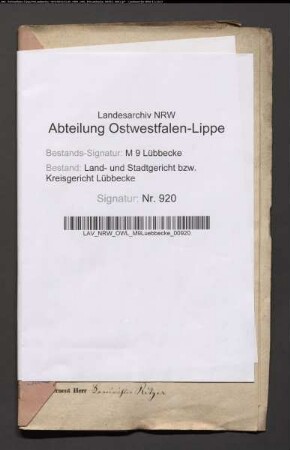 Landesarchiv NRW
Abteilung Ostwestfalen-Lippe
Bestands-Signatur: M 9 Lübbecke
Bestand: Land- und Stadtgericht bzw.
Kreisgericht Lübbecke
Signatur: Nr. 920
LAV_NRW_OWL_M9Luebbecke_00920
Herr